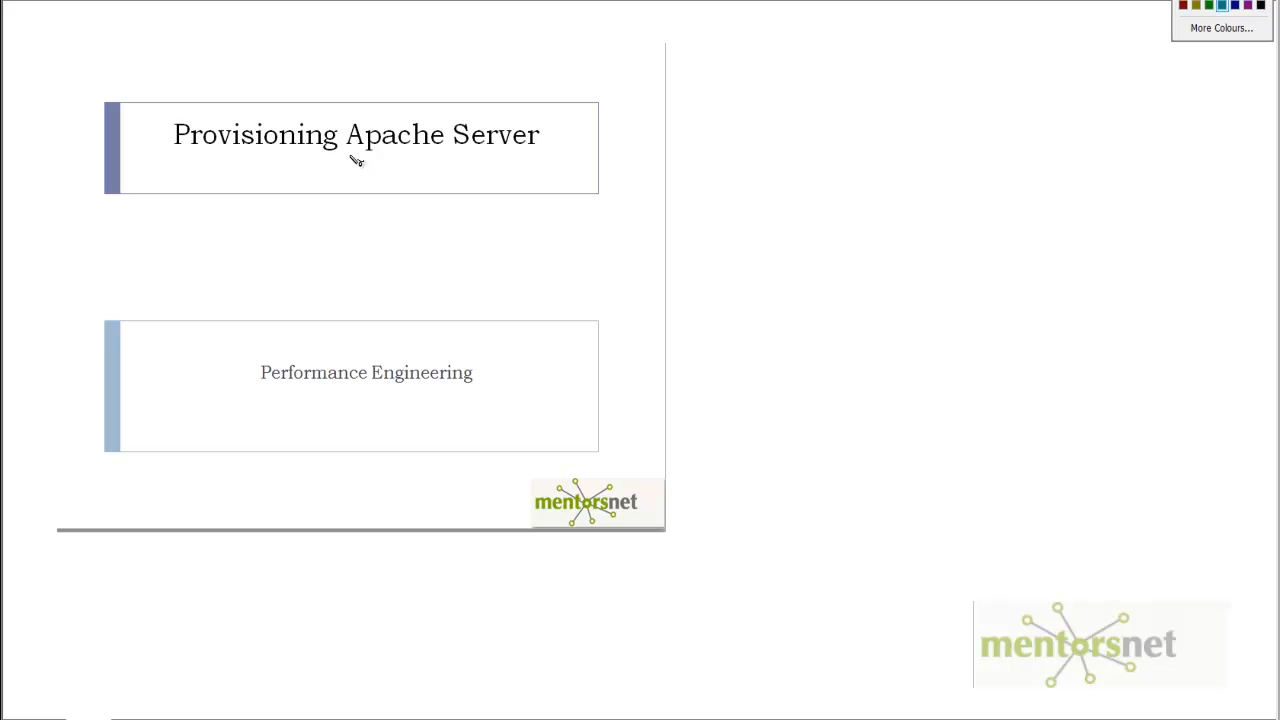 More Colours...
Provisioning Apache Server
Performance Engineering
mentorsnet
mentorsnet